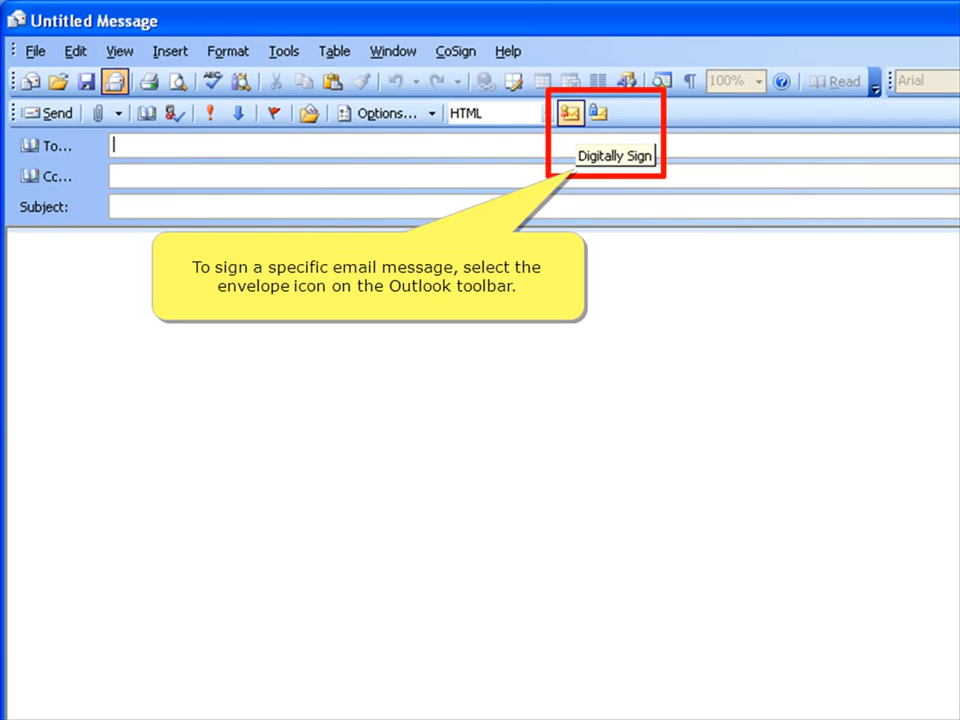 Untitled Message
File Edit View Insert Format Tools Table Window CoSign Help
100% Read Arial
Send Options... HTML
To...
Digitally Sign
Cc...
Subject:
To sign a specific email message, select the
envelope icon on the Outlook toolbar.